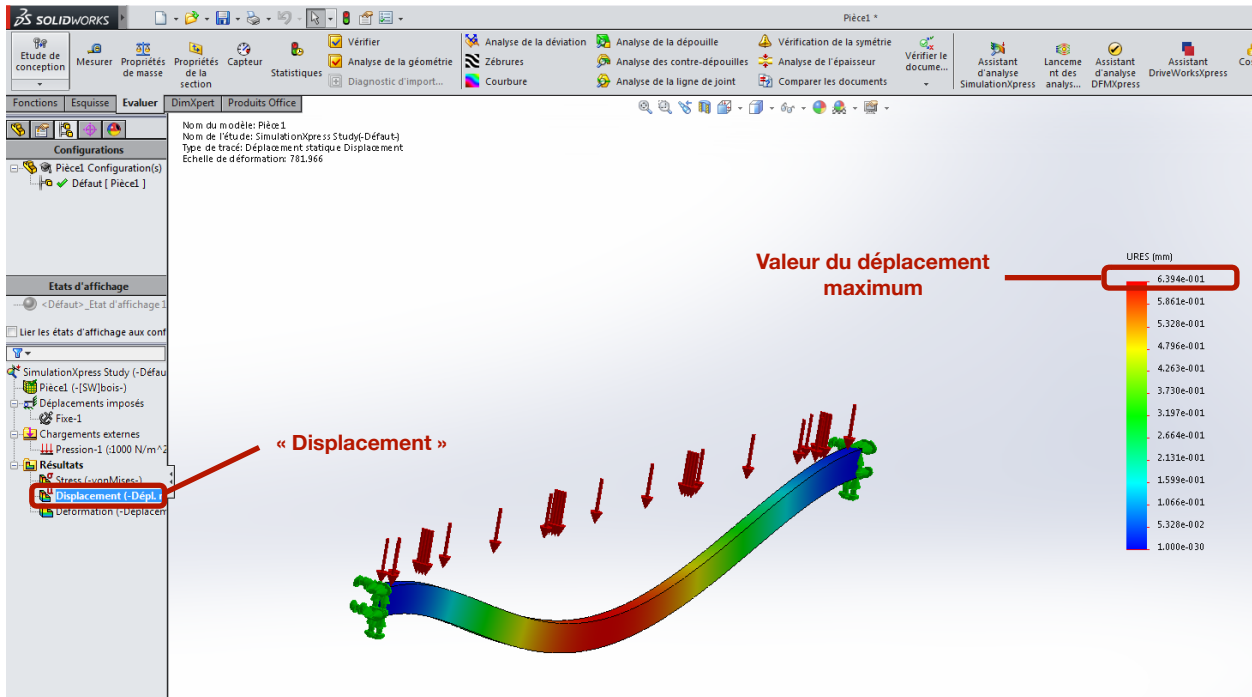 SOLIDWORKS
Pièce1 *
Etude de conception
Mesurer
Propriétés de masse
Propriétés de la section
Capteur
Statistiques
Vérifier
Analyse de la géométrie
Diagnostic d'import...
Analyse de la déviation
Zébrures
Courbure
Analyse de la dépouille
Analyse des contre-dépouilles
Analyse de la ligne de joint
Vérification de la symétrie
Analyse de l'épaisseur
Comparer les documents
Vérifier le docume...
Assistant d'analyse SimulationXpress
Lanceme nt des analys...
Assistant d'analyse DFMXpress
Assistant DriveWorksXpress
Fonctions Esquisse Evaluer DimXpert Produits Office
Configurations
Pièce1 Configuration(s)
Défaut [ Pièce1 ]
Nom du modèle: Pièce1
Nom de l'étude: SimulationXpress Study(-Défaut-)
Type de tracé: Déplacement statique Displacement
Echelle de déformation: 781.966
Etats d'affichage
<Défaut>_Etat d'affichage 1
Lier les états d'affichage aux conf
SimulationXpress Study (-Défau
Pièce1 (-[SW]bois-)
Déplacements imposés
Fixe-1
Chargements externes
Pression-1 (:1000 N/m^2
Résultats
Stress (-vonMises-)
Displacement (-Dépl. r
Deformation (-Deplacem
« Displacement »
Valeur du déplacement
maximum
URES (mm)
6.394e-001
5.861e-001
5.328e-001
4.796e-001
4.263e-001
3.730e-001
3.197e-001
2.664e-001
2.131e-001
1.599e-001
1.066e-001
5.328e-002
1.000e-030